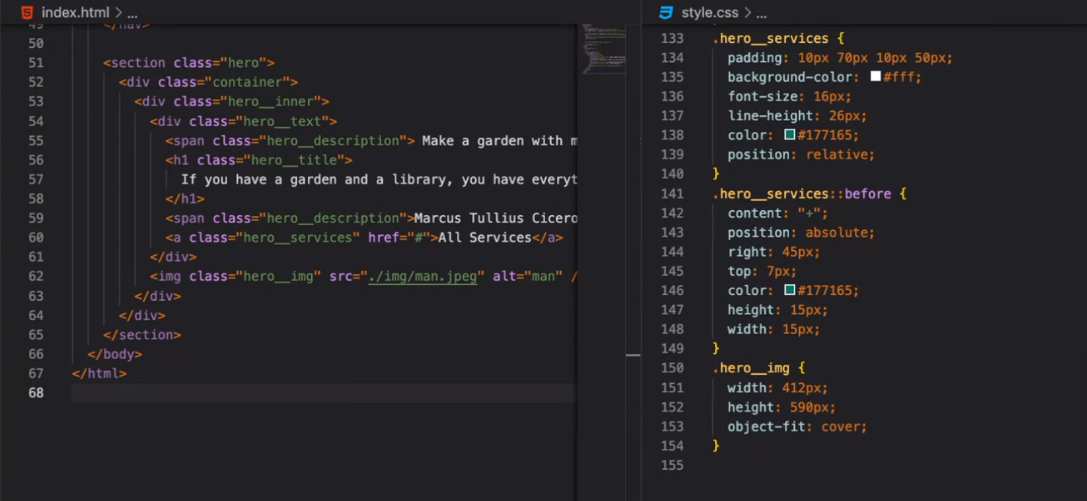 index.html > ...
49 </nav>
50
51 <section class="hero">
52 <div class="container">
53 <div class="hero__inner">
54 <div class="hero__text">
55 <span class="hero__description"> Make a garden with m
56 <h1 class="hero__title">
57 If you have a garden and a library, you have everyt
58 </h1>
59 <span class="hero__description">Marcus Tullius Cicero
60 <a class="hero__services" href="#">All Services</a>
61 </div>
62 <img class="hero__img" src="./img/man.jpeg" alt="man" /
63 </div>
64 </div>
65 </section>
66 </body>
67 </html>
68
style.css > ...
133 .hero__services {
134 padding: 10px 70px 10px 50px;
135 background-color: #fff;
136 font-size: 16px;
137 line-height: 26px;
138 color: #177165;
139 position: relative;
140 }
141 .hero__services::before {
142 content: "+";
143 position: absolute;
144 right: 45px;
145 top: 7px;
146 color: #177165;
147 height: 15px;
148 width: 15px;
149 }
150 .hero__img {
151 width: 412px;
152 height: 590px;
153 object-fit: cover;
154 }
155